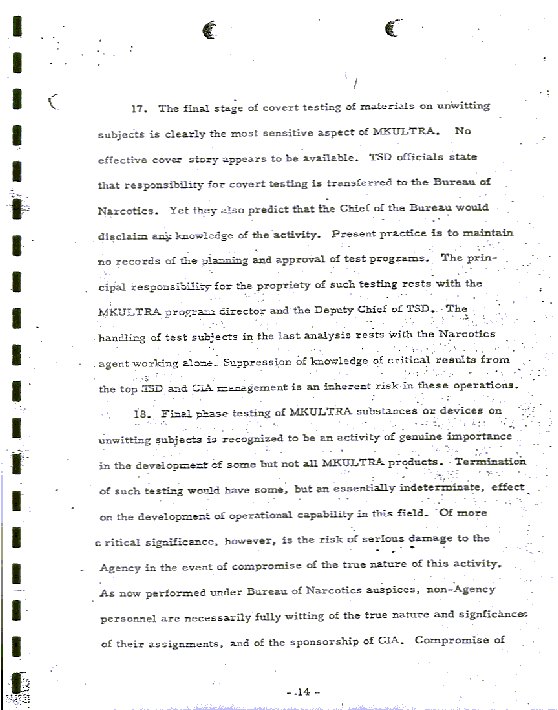 17. The final stage of covert testing of materials on unwitting
subjects is clearly the most sensitive aspect of MKULTRA. No
effective cover story appears to be available. TSD officials state
that responsibility for covert testing is transferred to the Bureau of
Narcotics. Yet they also predict that the Chief of the Bureau would
disclaim any knowledge of the activity. Present practice is to maintain
no records of the planning and approval of test programs. The prin-
cipal responsibility for the propriety of such testing rests with the
MKULTRA program director and the Deputy Chief of TSD. The
handling of test subjects in the last analysis rests with the Narcotics
agent working alone. Suppression of knowledge of critical results from
the top TSD and CIA management is an inherent risk in these operations.
18. Final phase testing of MKULTRA substances or devices on
unwitting subjects is recognized to be an activity of genuine importance
in the development of some but not all MKULTRA products. Termination
of such testing would have some, but an essentially indeterminate, effect
on the development of operational capability in this field. Of more
critical significance, however, is the risk of serious damage to the
Agency in the event of compromise of the true nature of this activity.
As now performed under Bureau of Narcotics auspices, non-Agency
personnel are necessarily fully witting of the true nature and signficance
of their assignments, and of the sponsorship of CIA. Compromise of
- 14 -